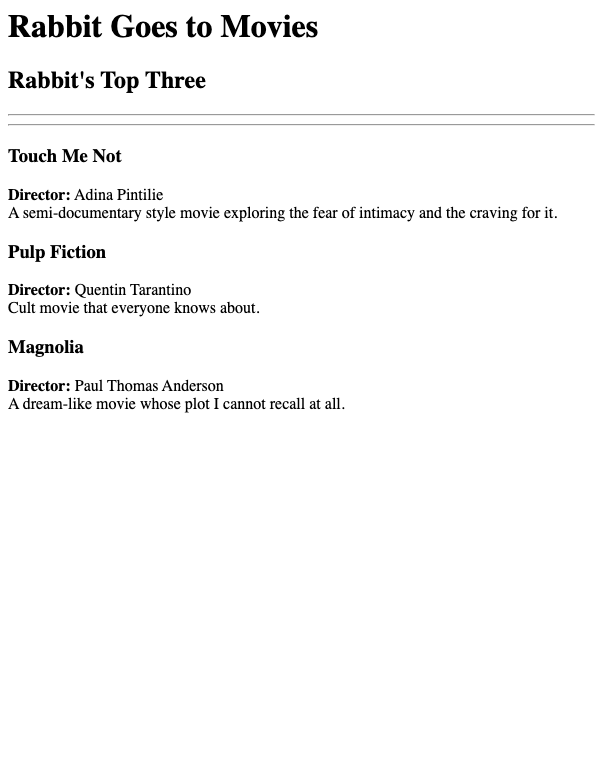 Rabbit Goes to Movies
Rabbit's Top Three
Touch Me Not
Director: Adina Pintilie
A semi-documentary style movie exploring the fear of intimacy and the craving for it.
Pulp Fiction
Director: Quentin Tarantino
Cult movie that everyone knows about.
Magnolia
Director: Paul Thomas Anderson
A dream-like movie whose plot I cannot recall at all.